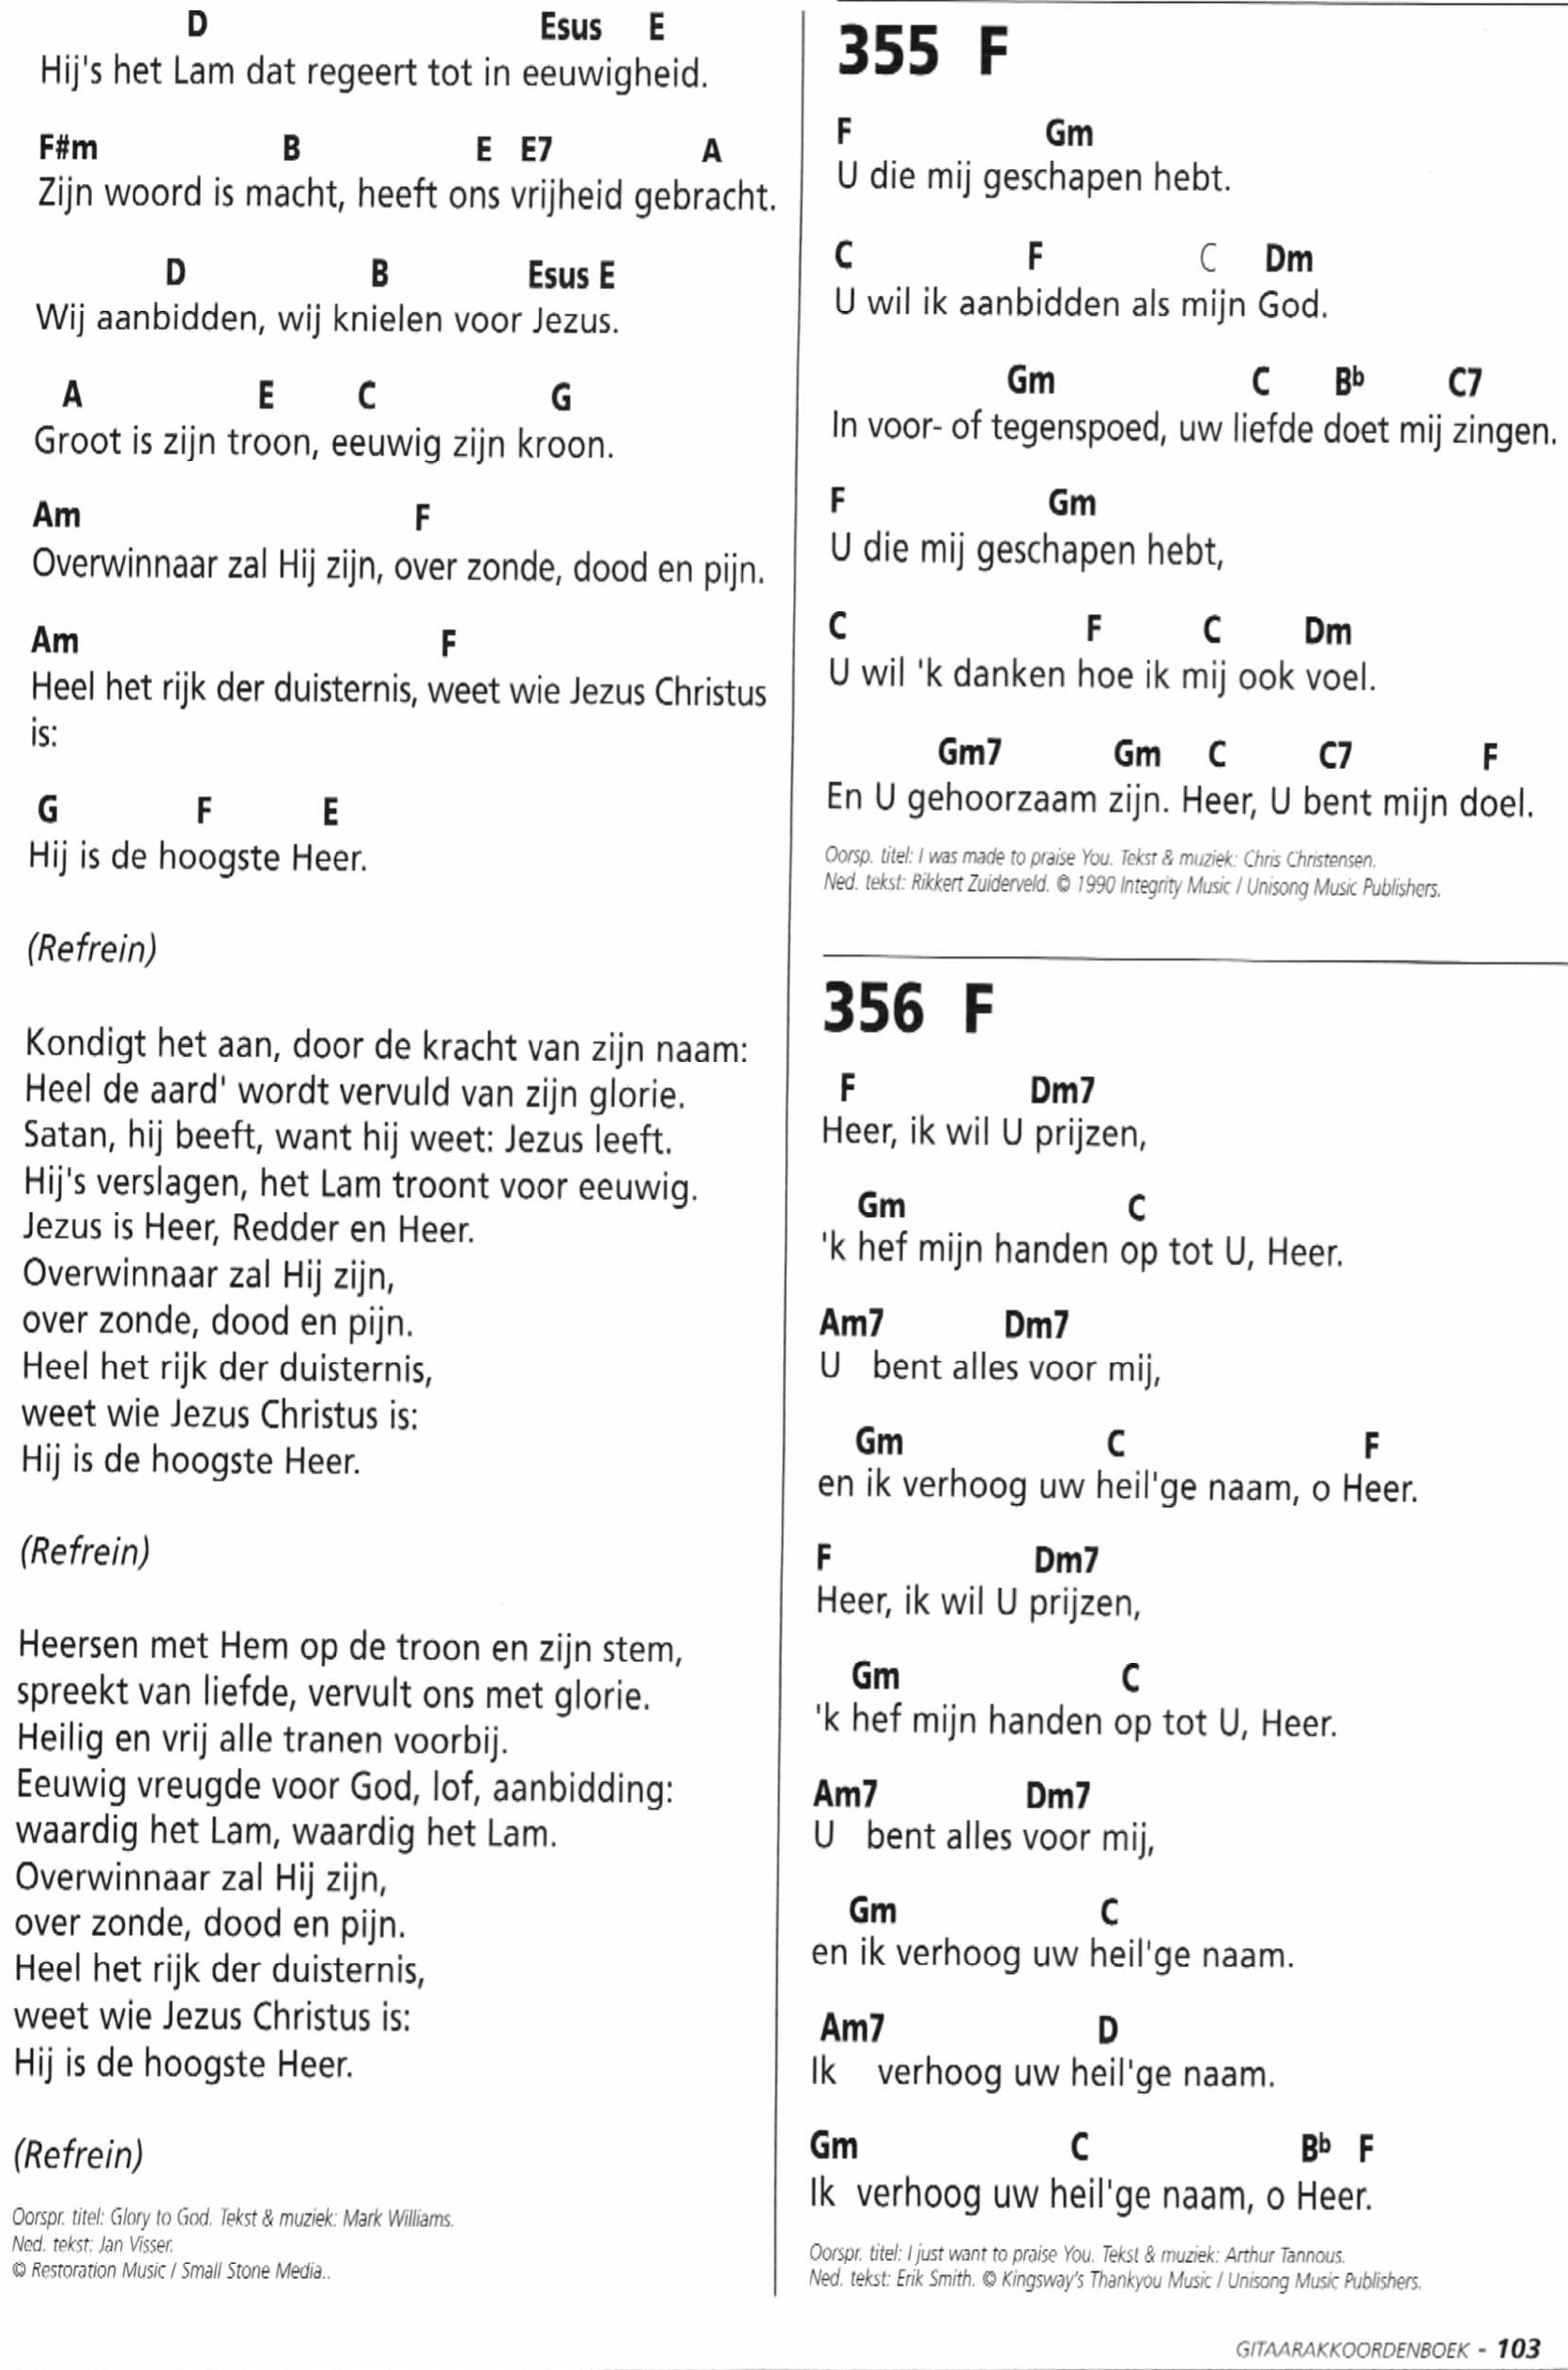 D Esus E
Hij's het Lam dat regeert tot in eeuwigheid.
F#m B E E7 A
Zijn woord is macht, heeft ons vrijheid gebracht.
D B Esus E
Wij aanbidden, wij knielen voor Jezus.
A E C G
Groot is zijn troon, eeuwig zijn kroon.
Am F
Overwinnaar zal Hij zijn, over zonde, dood en pijn.
Am F
Heel het rijk der duisternis, weet wie Jezus Christus
is:
G F E
Hij is de hoogste Heer.
(Refrein)
Kondigt het aan, door de kracht van zijn naam:
Heel de aard' wordt vervuld van zijn glorie.
Satan, hij beeft, want hij weet: Jezus leeft.
Hij's verslagen, het Lam troont voor eeuwig.
Jezus is Heer, Redder en Heer.
Overwinnaar zal Hij zijn,
over zonde, dood en pijn.
Heel het rijk der duisternis,
weet wie Jezus Christus is:
Hij is de hoogste Heer.
(Refrein)
Heersen met Hem op de troon en zijn stem,
spreekt van liefde, vervult ons met glorie.
Heilig en vrij alle tranen voorbij.
Eeuwig vreugde voor God, lof, aanbidding:
waardig het Lam, waardig het Lam.
Overwinnaar zal Hij zijn,
over zonde, dood en pijn.
Heel het rijk der duisternis,
weet wie Jezus Christus is:
Hij is de hoogste Heer.
(Refrein)
Oorspr. titel: Glory to God. Tekst & muziek: Mark Williams.
Ned. tekst: Jan Visser.
© Restoration Music / Small Stone Media..
355 F
F Gm
U die mij geschapen hebt.
C F C Dm
U wil ik aanbidden als mijn God.
Gm C Bb C7
In voor- of tegenspoed, uw liefde doet mij zingen.
F Gm
U die mij geschapen hebt,
C F C Dm
U wil 'k danken hoe ik mij ook voel.
Gm7 Gm C C7 F
En U gehoorzaam zijn. Heer, U bent mijn doel.
Oorsp. titel: I was made to praise You. Tekst & muziek: Chris Christensen.
Ned. tekst: Rikkert Zuiderveld. © 1990 Integrity Music / Unisong Music Publishers.
356 F
F Dm7
Heer, ik wil U prijzen,
Gm C
'k hef mijn handen op tot U, Heer.
Am7 Dm7
U bent alles voor mij,
Gm C F
en ik verhoog uw heil'ge naam, o Heer.
F Dm7
Heer, ik wil U prijzen,
Gm C
'k hef mijn handen op tot U, Heer.
Am7 Dm7
U bent alles voor mij,
Gm C
en ik verhoog uw heil'ge naam.
Am7 D
Ik verhoog uw heil'ge naam.
Gm C Bb F
Ik verhoog uw heil'ge naam, o Heer.
Oorspr. titel: I just want to praise You. Tekst & muziek: Arthur Tannous.
Ned. tekst: Erik Smith. © Kingsway's Thankyou Music / Unisong Music Publishers.
GITAARAKKOORDENBOEK - 103